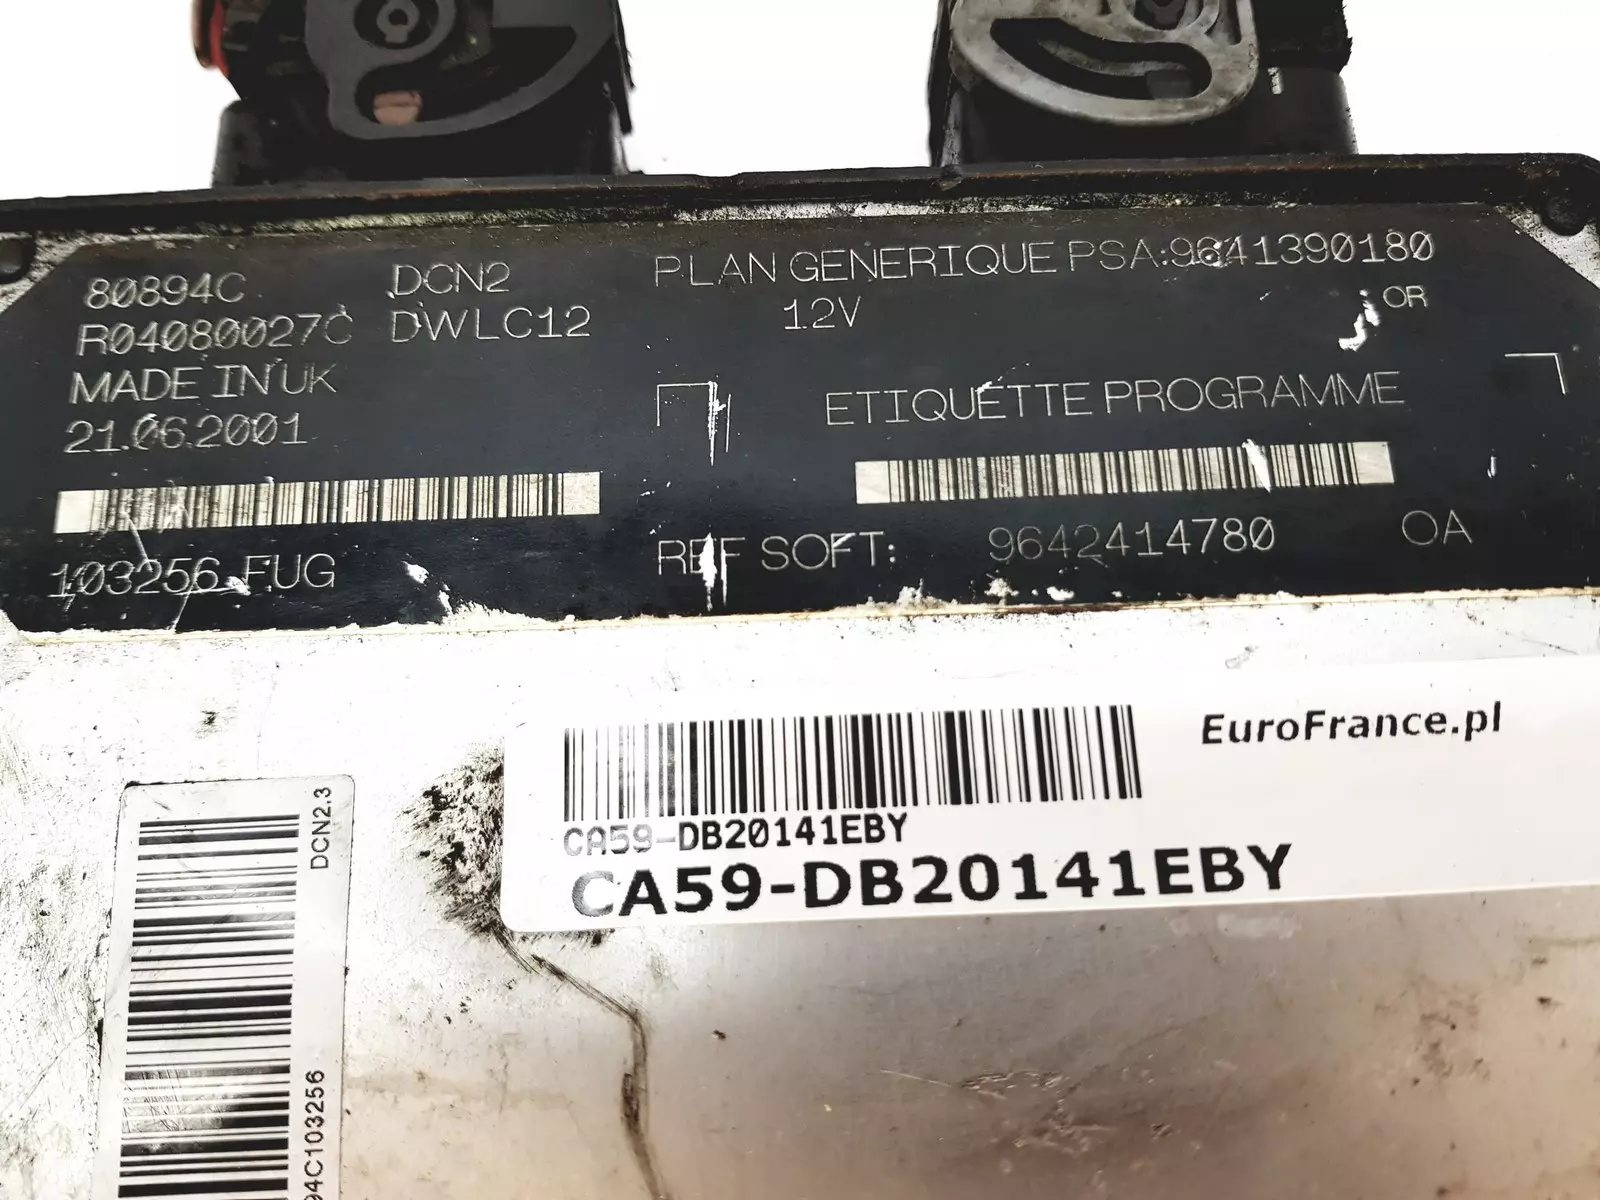 80894C DCN2 PLAN GENERIQUE PSA:9641390180
R04080027C DWLC12 12V OR
MADE IN UK
21.06.2001 ETIQUETTE PROGRAMME
103256 FUG REF SOFT: 9642414780 OA
EuroFrance.pl
CA59-DB20141EBY
CA59-DB20141EBY
DCN2.3
94C103256